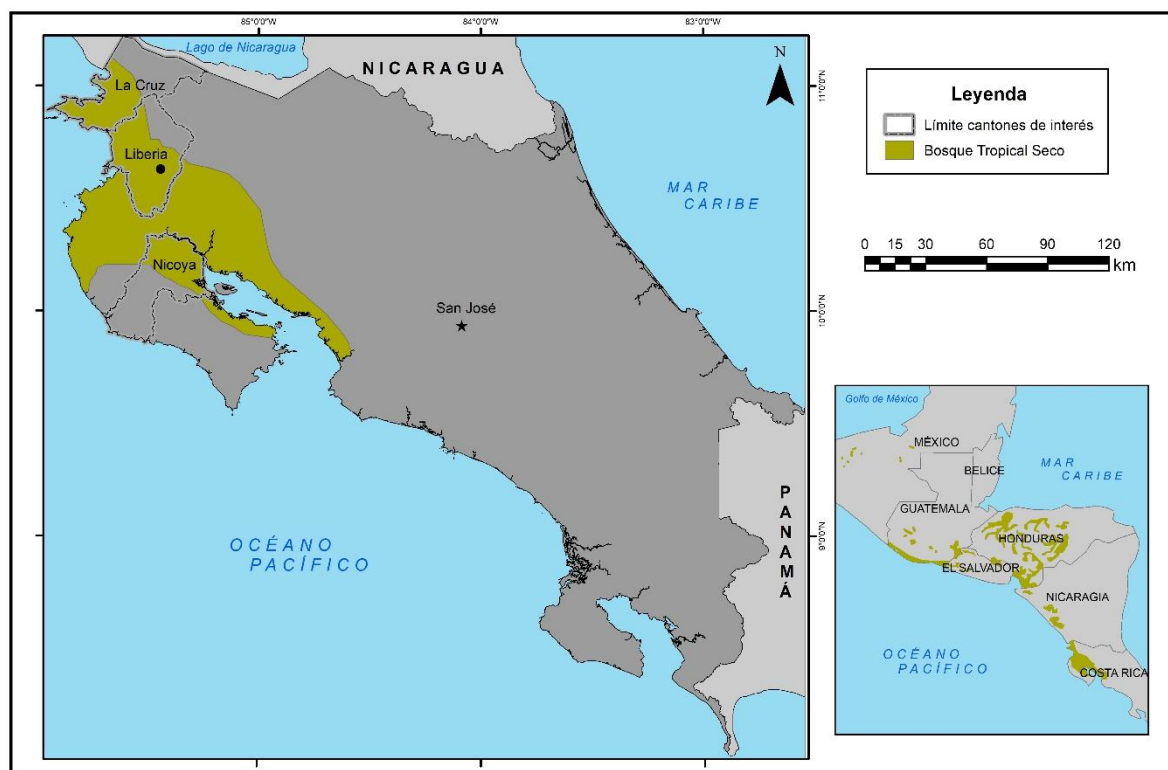 85°0'0"W
84°0'0"W
83°0'0"W
Lago de Nicaragua
NICARAGUA
N
La Cruz
11°0'0"N
Leyenda
Límite cantones de interés
Bosque Tropical Seco
Liberia
MAR
CARIBE
Nicoya
0 15 30 60 90 120
km
San José
10°0'0"N
PANAMÁ
OCÉANO
PACÍFICO
9°0'0"N
Golfo de México
MÉXICO
BELICE
MAR
CARIBE
GUATEMALA
HONDURAS
EL SALVADOR
NICARAGIA
OCÉANO
PACÍFICO
COSTA RICA